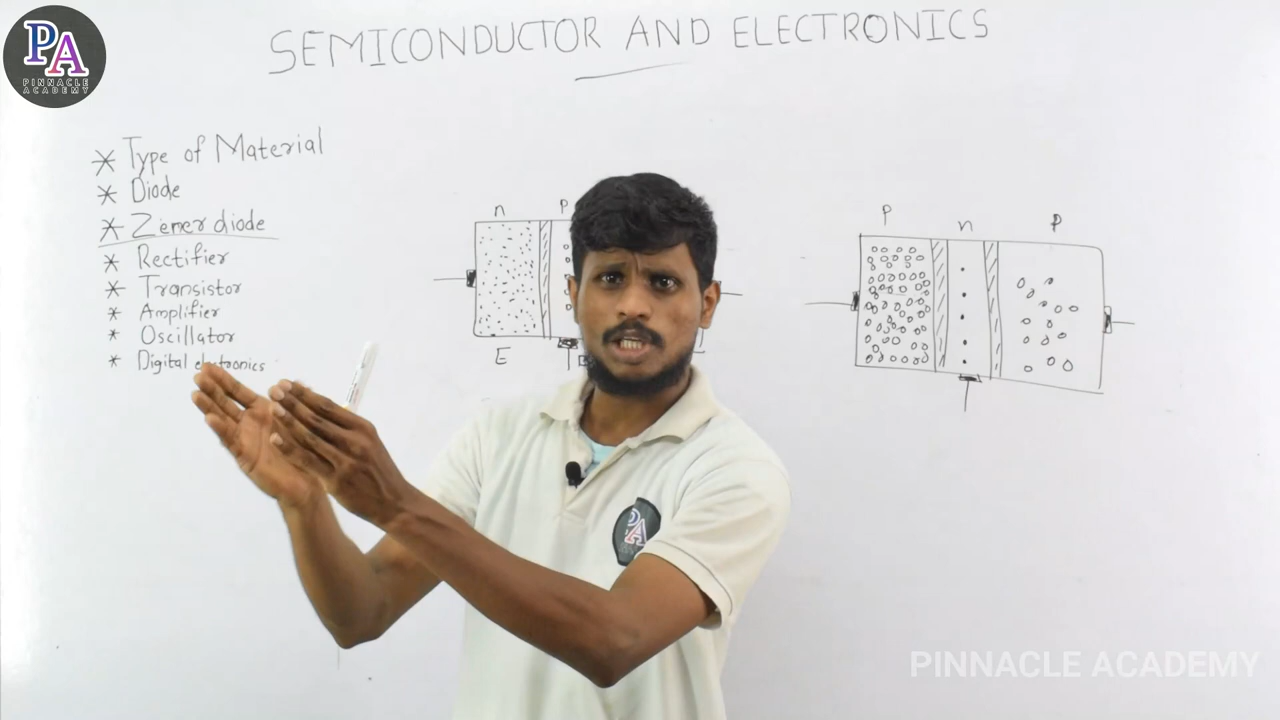 PA
PINNACLE
ACADEMY
SEMICONDUCTOR AND ELECTRONICS
* Type of Material
* Diode
* Zener diode
* Rectifier
* Transistor
* Amplifier
* Oscillator
* Digital electronics
n P
E
P n P
PA
PINNACLE ACADEMY